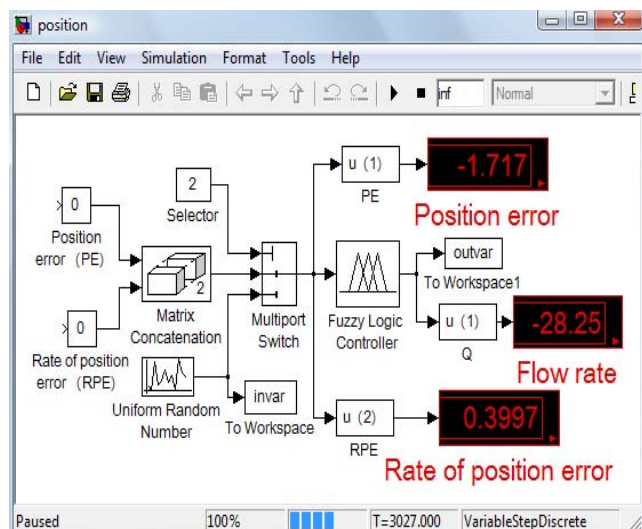 position
File Edit View Simulation Format Tools Help
inf Normal
u (1)
-1.717
PE
Position error
2
Selector
0
Position
error (PE)
2
Matrix
Concatenation
Multiport
Switch
Fuzzy Logic
Controller
outvar
To Workspace1
u (1)
-28.25
Q
Flow rate
0
Rate of position
error (RPE)
Uniform Random
Number
invar
To Workspace
u (2)
0.3997
RPE
Rate of position error
Paused 100% T=3027.000 VariableStepDiscrete